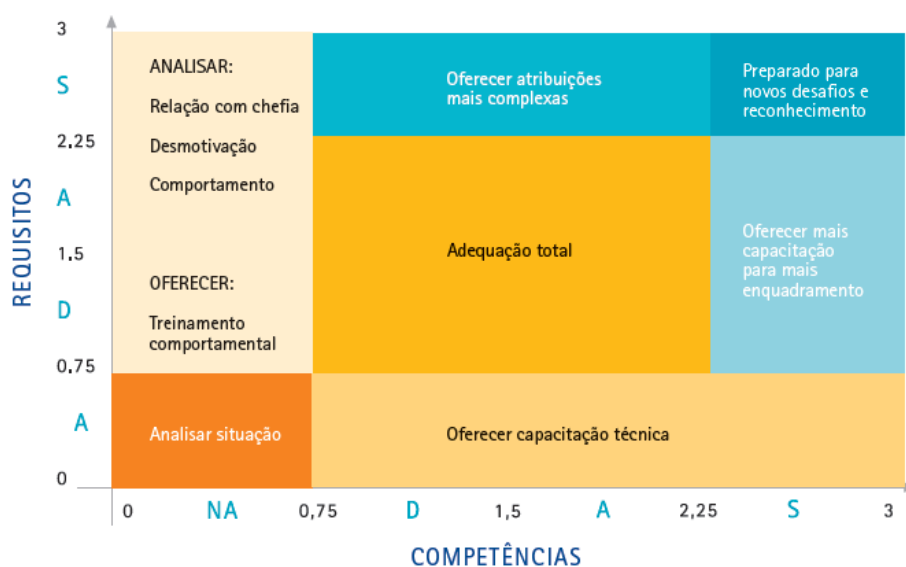 REQUISITOS
3
S
2,25
A
1,5
D
0,75
A
0
ANALISAR:
Relação com chefia
Desmotivação
Comportamento
OFERECER:
Treinamento
comportamental
Oferecer atribuições
mais complexas
Preparado para
novos desafios e
reconhecimento
Adequação total
Oferecer mais
capacitação
para mais
enquadramento
Analisar situação
Oferecer capacitação técnica
0 NA 0,75 D 1,5 A 2,25 S 3
COMPETÊNCIAS